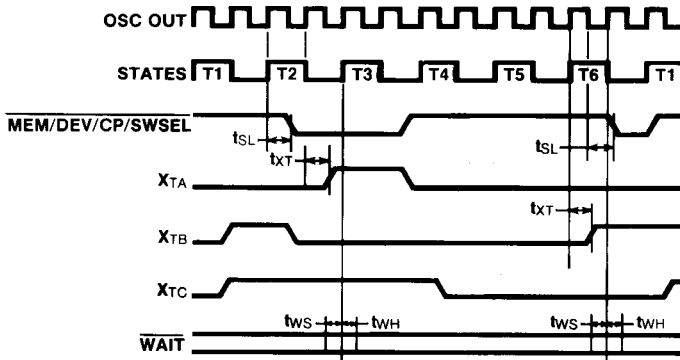 OSC OUT
STATES T1 T2 T3 T4 T5 T6 T1
MEM/DEV/CP/SWSEL
tSL tSL
tXT
XTA
tXT
XTB
XTC
tWS tWH tWS tWH
WAIT